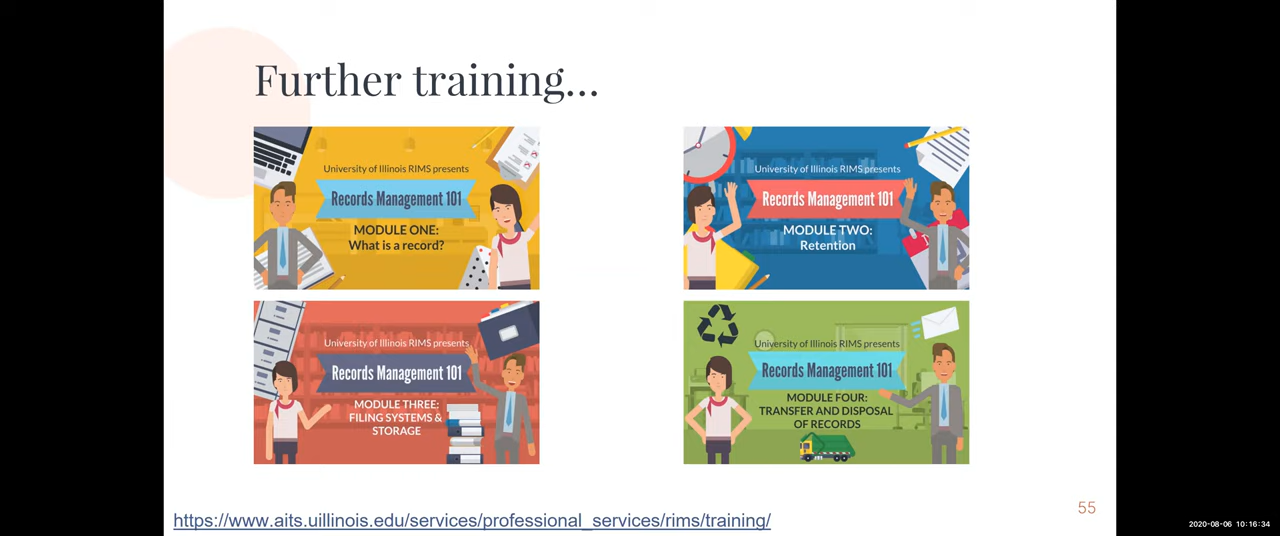 Further training...
University of Illinois RIMS presents
Records Management 101
MODULE ONE:
What is a record?
University of Illinois RIMS presents
Records Management 101
MODULE TWO:
Retention
University of Illinois RIMS presents
Records Management 101
MODULE THREE:
FILING SYSTEMS &
STORAGE
University of Illinois RIMS presents
Records Management 101
MODULE FOUR:
TRANSFER AND DISPOSAL
OF RECORDS
https://www.aits.uillinois.edu/services/professional_services/rims/training/
55
2020-08-06 10:16:34